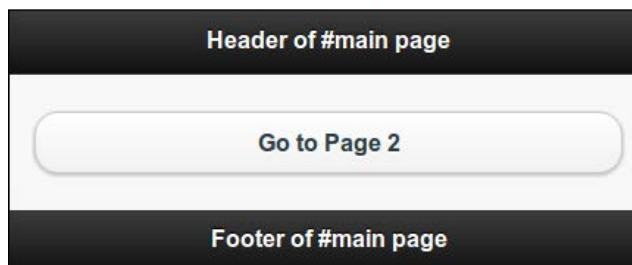 Header of #main page
Go to Page 2
Footer of #main page